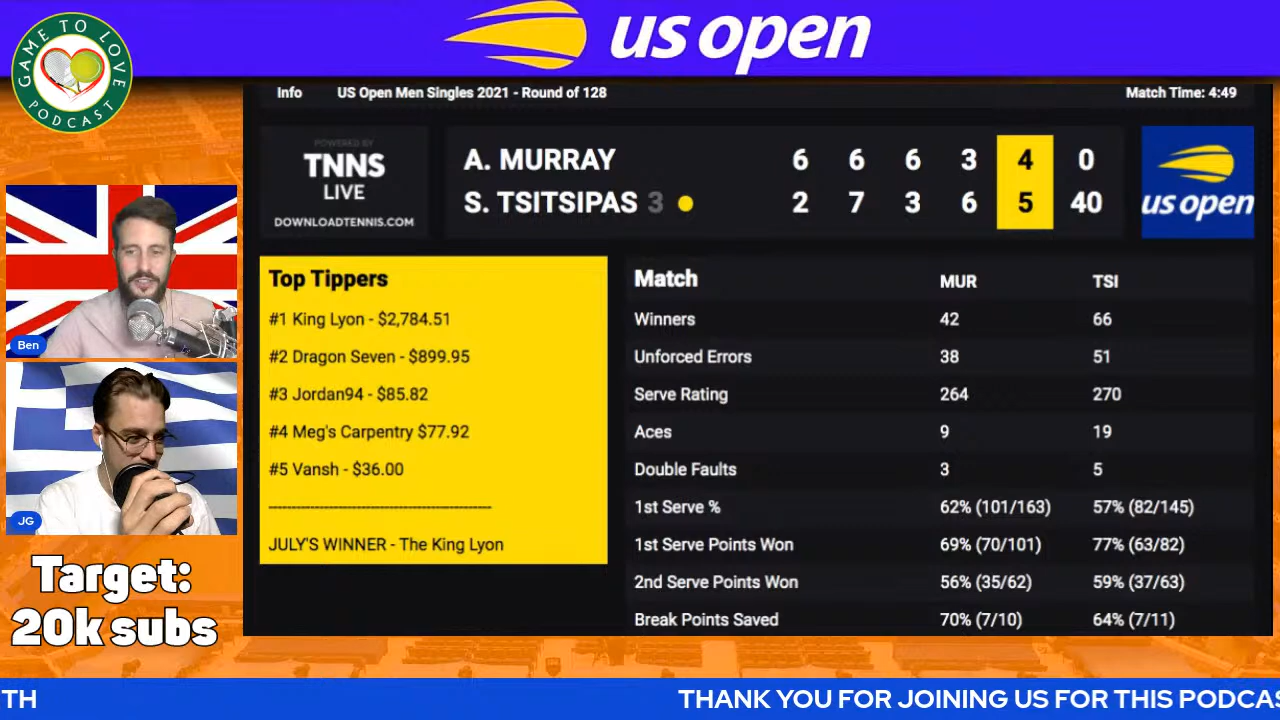 GAME TO LOVE
PODCAST
us open
Info US Open Men Singles 2021 - Round of 128 Match Time: 4:49
POWERED BY
TNNS
LIVE
DOWNLOADTENNIS.COM
A. MURRAY 6 6 6 3 4 0
S. TSITSIPAS 3 2 7 3 6 5 40
us open
Ben
JG
Target:
20k subs
Top Tippers
#1 King Lyon - $2,784.51
#2 Dragon Seven - $899.95
#3 Jordan94 - $85.82
#4 Meg's Carpentry $77.92
#5 Vansh - $36.00
--------------------------------------------------
JULY'S WINNER - The King Lyon
Match MUR TSI
Winners 42 66
Unforced Errors 38 51
Serve Rating 264 270
Aces 9 19
Double Faults 3 5
1st Serve % 62% (101/163) 57% (82/145)
1st Serve Points Won 69% (70/101) 77% (63/82)
2nd Serve Points Won 56% (35/62) 59% (37/63)
Break Points Saved 70% (7/10) 64% (7/11)
TH THANK YOU FOR JOINING US FOR THIS PODCAS